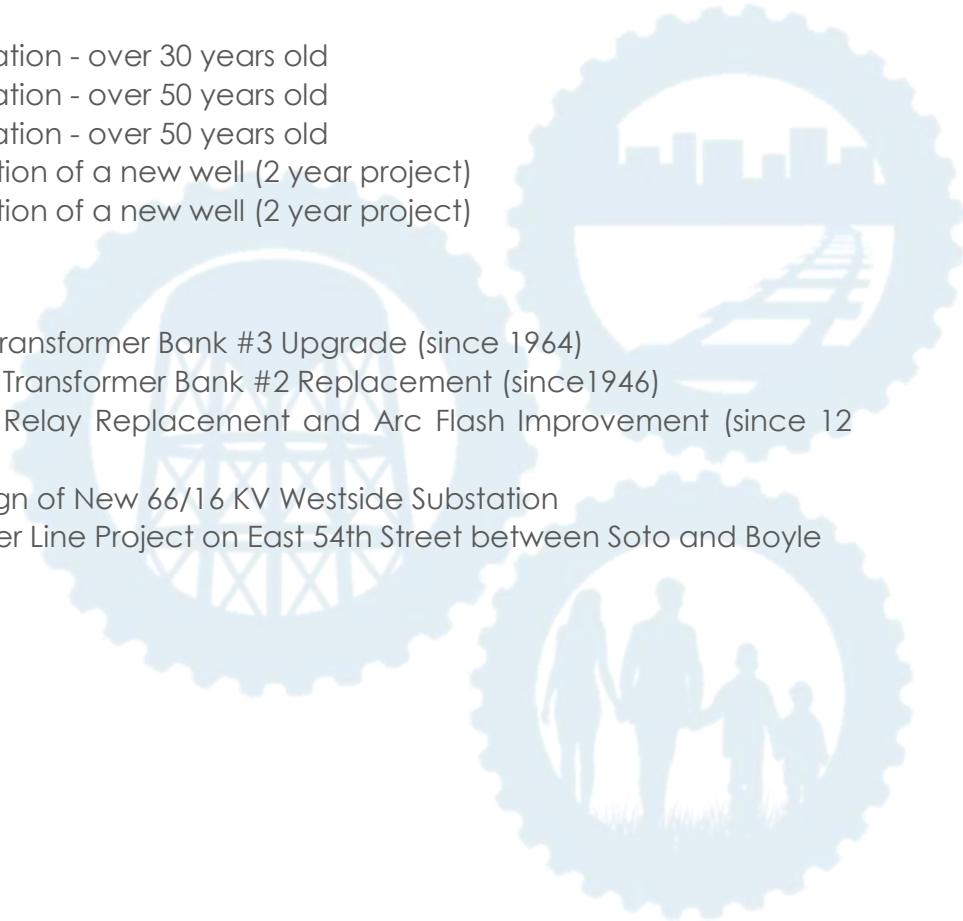 ation - over 30 years old
ation - over 50 years old
ation - over 50 years old
tion of a new well (2 year project)
tion of a new well (2 year project)
ransformer Bank #3 Upgrade (since 1964)
Transformer Bank #2 Replacement (since1946)
Relay Replacement and Arc Flash Improvement (since 12
gn of New 66/16 KV Westside Substation
er Line Project on East 54th Street between Soto and Boyle